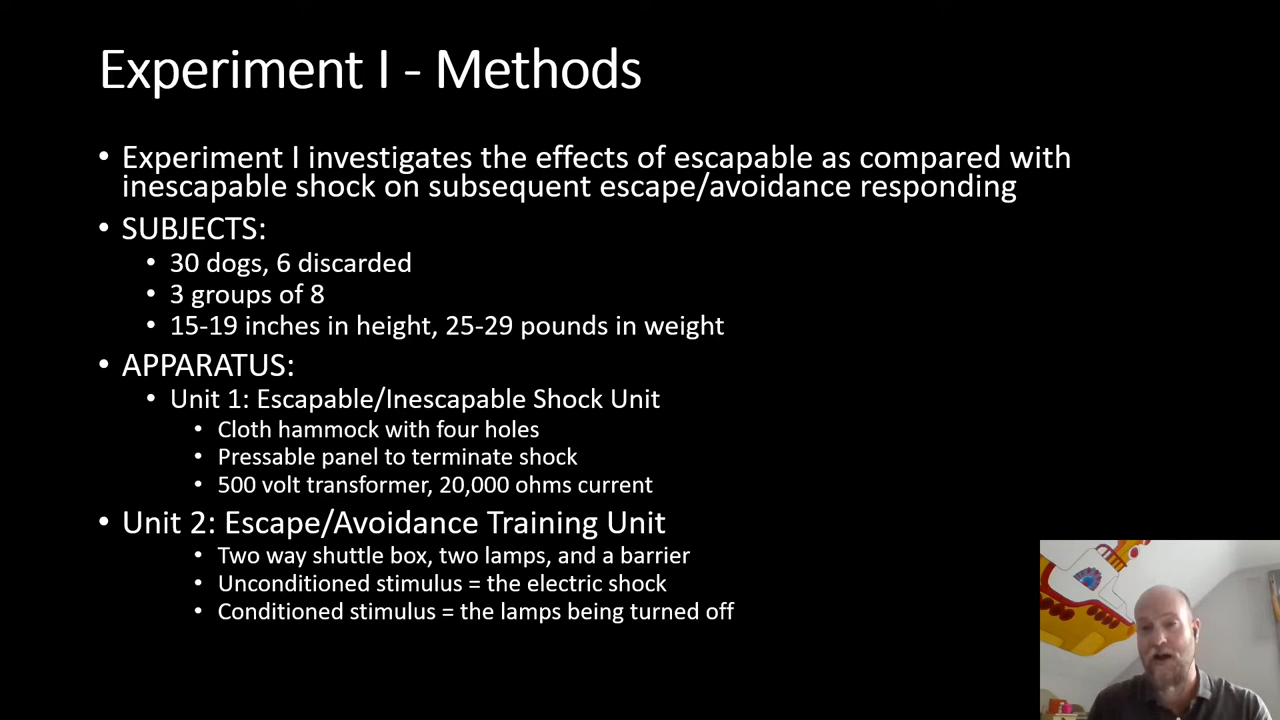 Experiment I - Methods
• Experiment I investigates the effects of escapable as compared with
inescapable shock on subsequent escape/avoidance responding
• SUBJECTS:
• 30 dogs, 6 discarded
• 3 groups of 8
• 15-19 inches in height, 25-29 pounds in weight
• APPARATUS:
• Unit 1: Escapable/Inescapable Shock Unit
• Cloth hammock with four holes
• Pressable panel to terminate shock
• 500 volt transformer, 20,000 ohms current
• Unit 2: Escape/Avoidance Training Unit
• Two way shuttle box, two lamps, and a barrier
• Unconditioned stimulus = the electric shock
• Conditioned stimulus = the lamps being turned off